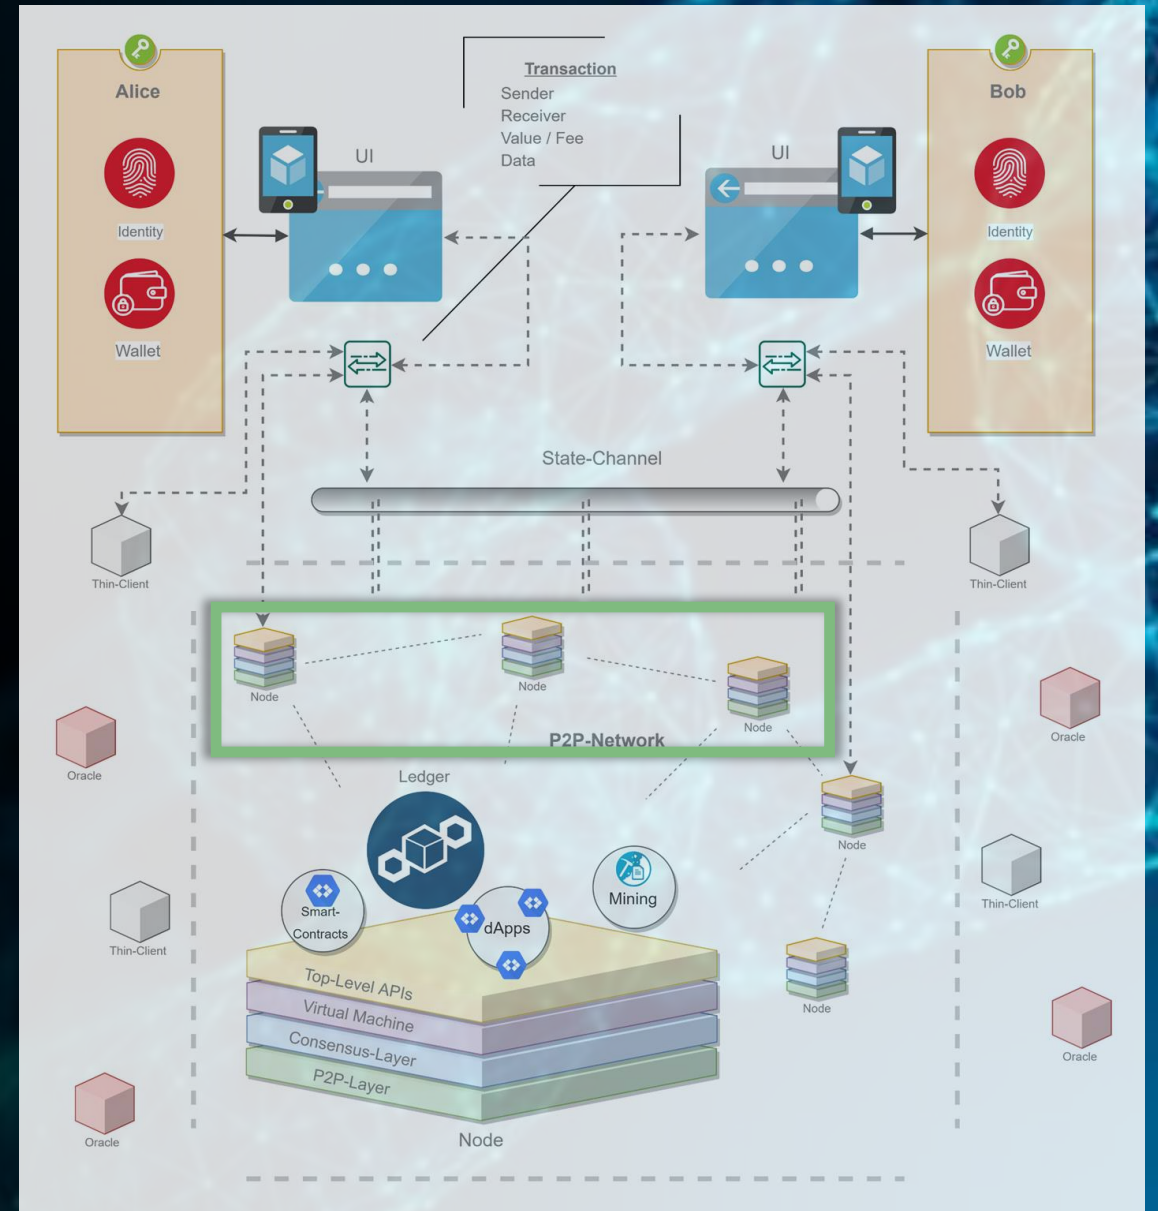 Alice
Identity
Wallet
UI
Transaction
Sender
Receiver
Value / Fee
Data
UI
Bob
Identity
Wallet
State-Channel
Thin-Client
Thin-Client
Node
Node
Node
P2P-Network
Oracle
Oracle
Ledger
Node
Smart-
Contracts
dApps
Mining
Thin-Client
Thin-Client
Top-Level APIs
Virtual Machine
Consensus-Layer
P2P-Layer
Node
Node
Oracle
Oracle